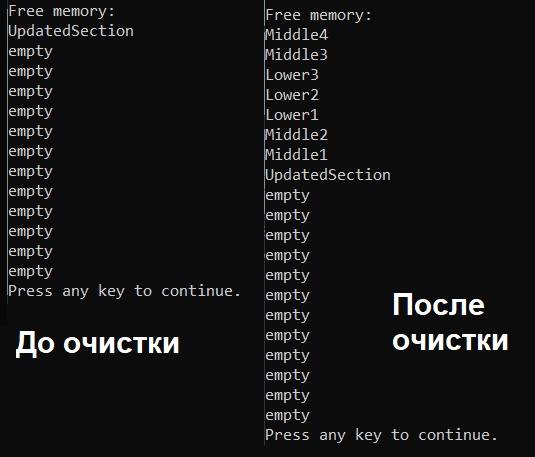 Free memory:
UpdatedSection
empty
empty
empty
empty
empty
empty
empty
empty
empty
empty
empty
empty
Press any key to continue.
До очистки
Free memory:
Middle4
Middle3
Lower3
Lower2
Lower1
Middle2
Middle1
UpdatedSection
empty
empty
empty
empty
empty
empty
empty
empty
empty
empty
empty
empty
Press any key to continue.
После
очистки